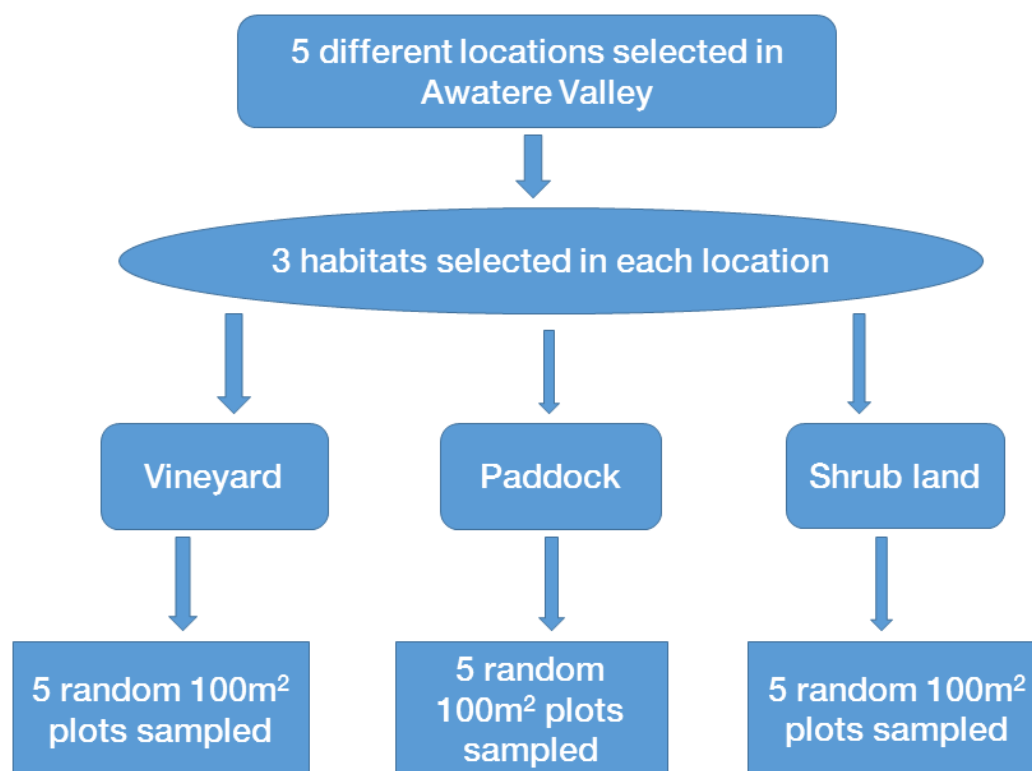 5 different locations selected in
Awatere Valley
3 habitats selected in each location
Vineyard
Paddock
Shrub land
5 random 100m²
plots sampled
5 random
100m² plots
sampled
5 random 100m²
plots sampled